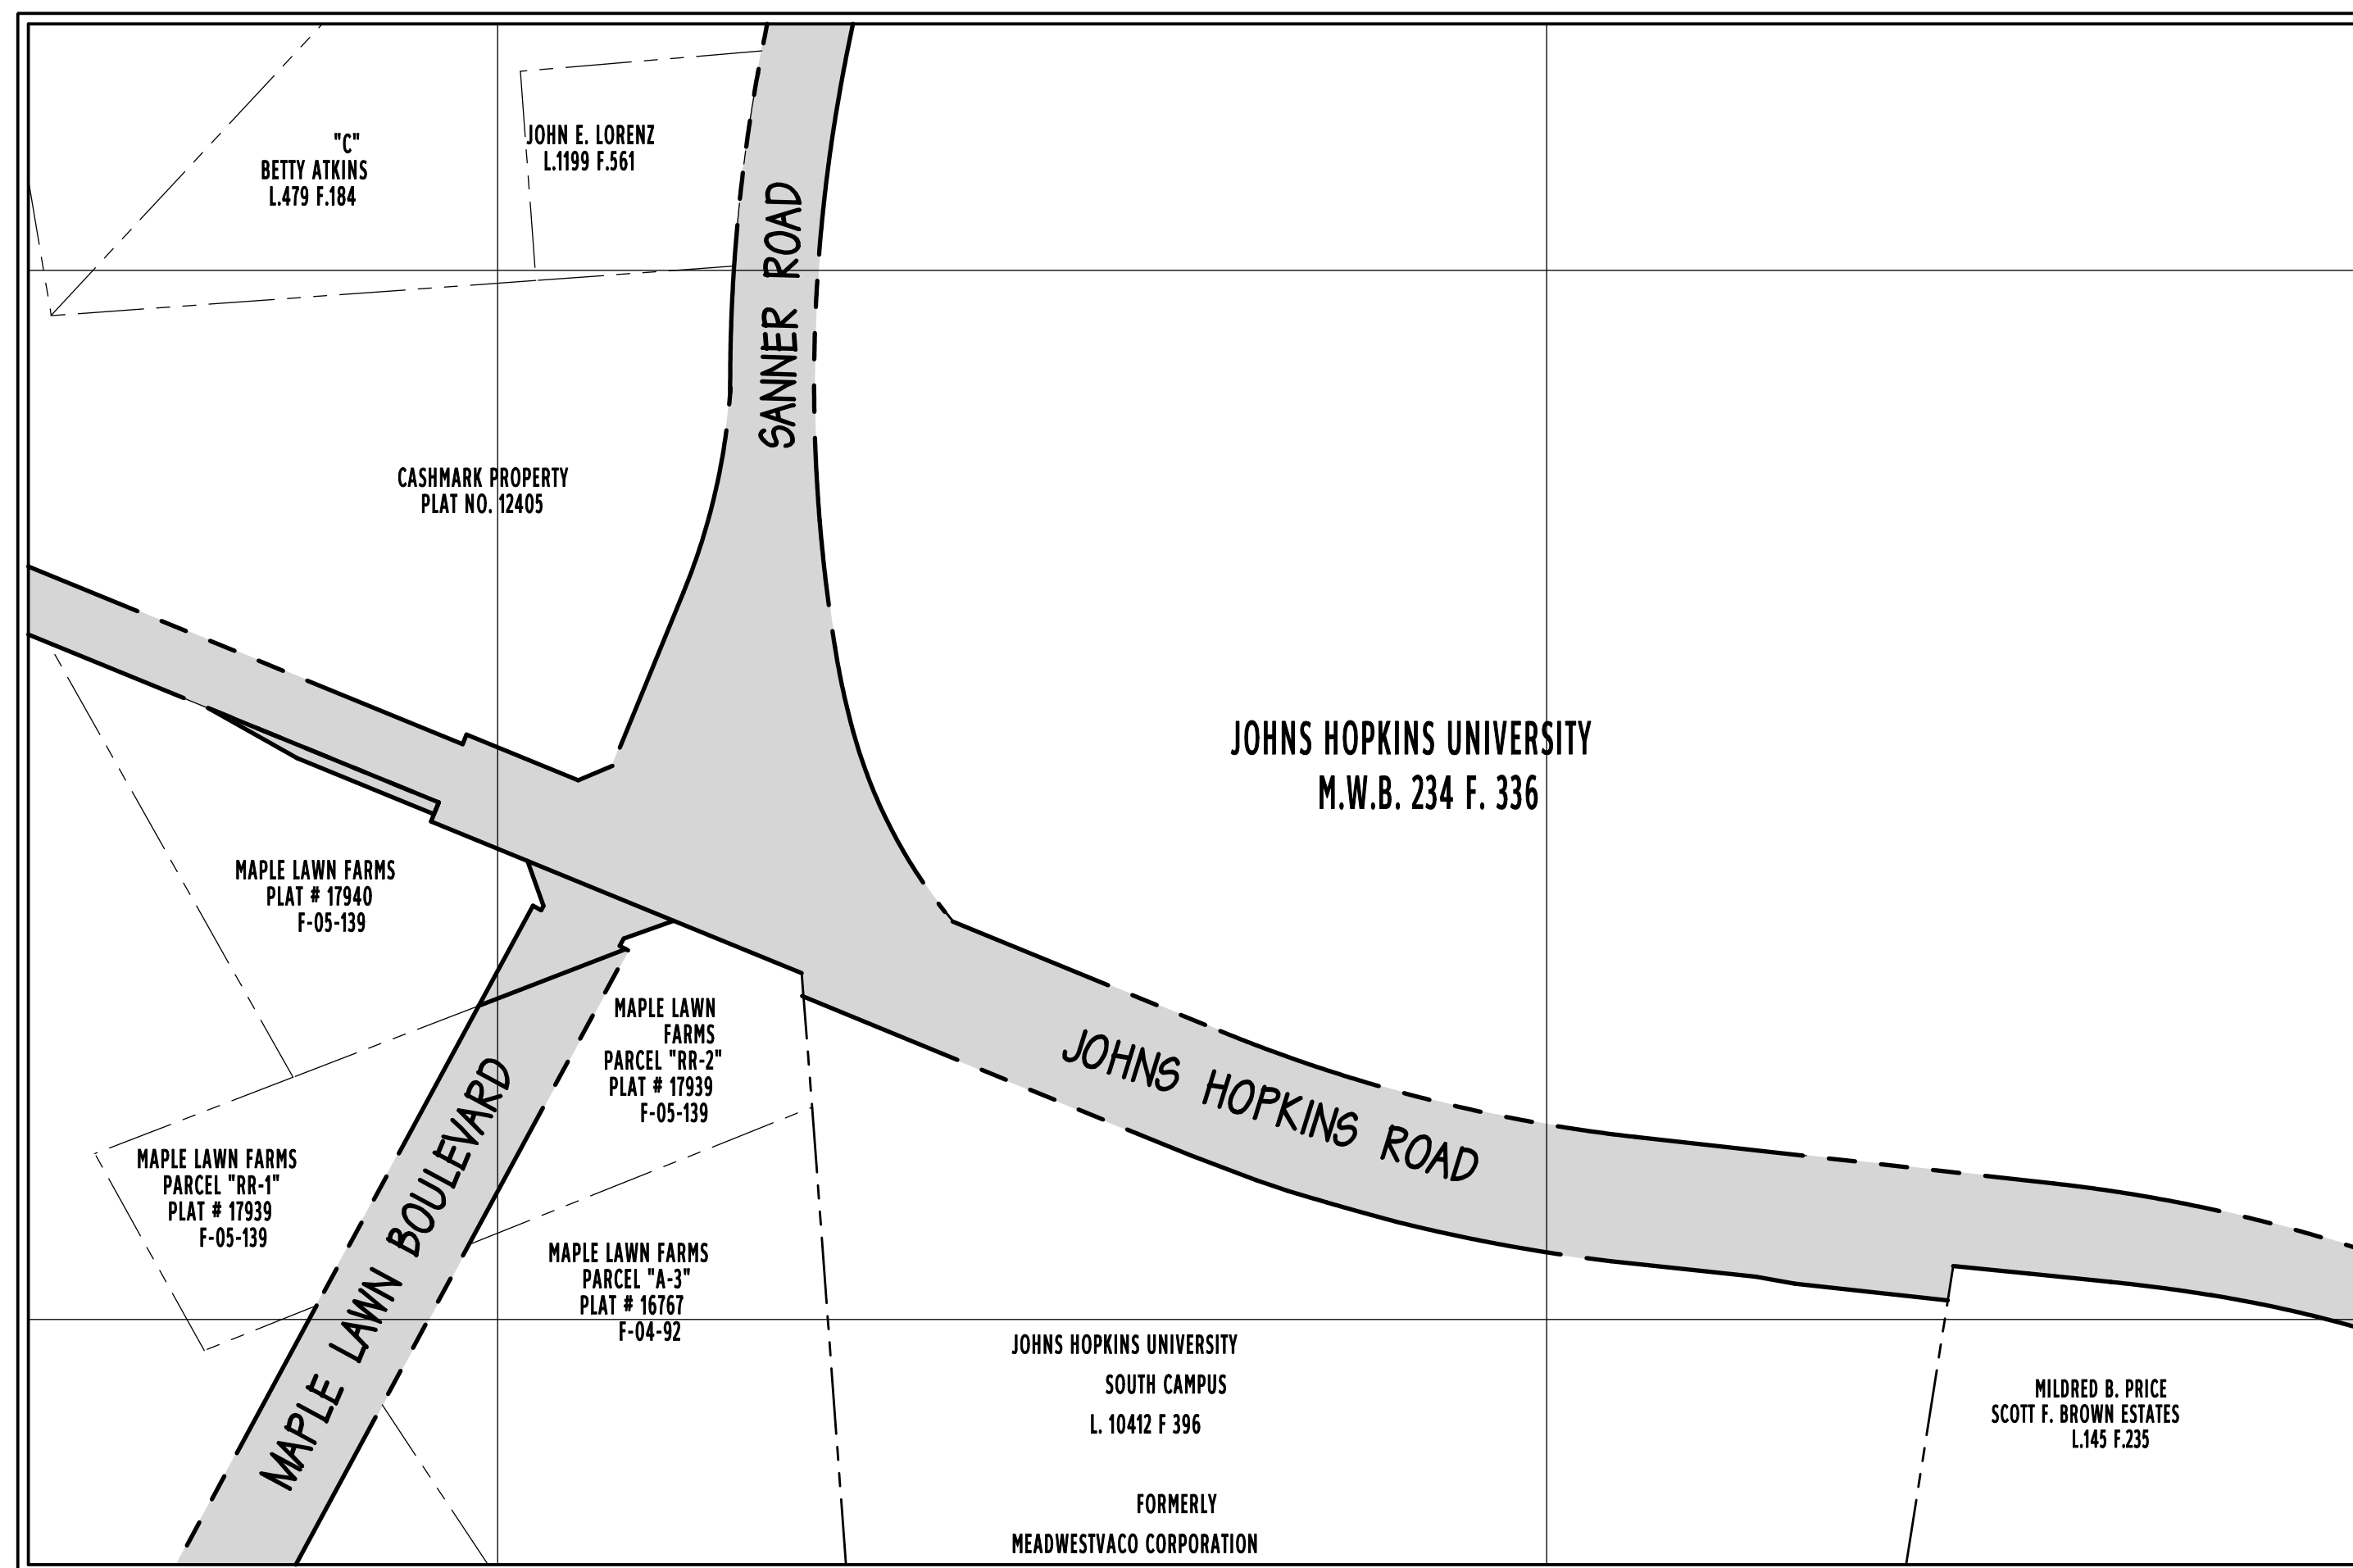 "C"
BETTY ATKINS
L.479 F.184
JOHN E. LORENZ
L.1199 F.561
SANNER ROAD
CASHMARK PROPERTY
PLAT NO. 12405
JOHNS HOPKINS UNIVERSITY
M.W.B. 234 F. 336
MAPLE LAWN FARMS
PLAT # 17940
F-05-139
MAPLE LAWN
FARMS
PARCEL "RR-2"
PLAT # 17939
F-05-139
JOHNS HOPKINS ROAD
MAPLE LAWN FARMS
PARCEL "RR-1"
PLAT # 17939
F-05-139
MAPLE LAWN BOULEVARD
MAPLE LAWN FARMS
PARCEL "A-3"
PLAT # 16767
F-04-92
JOHNS HOPKINS UNIVERSITY
SOUTH CAMPUS
L. 10412 F 396
FORMERLY
MEADWESTVACO CORPORATION
MILDRED B. PRICE
SCOTT F. BROWN ESTATES
L.145 F.235